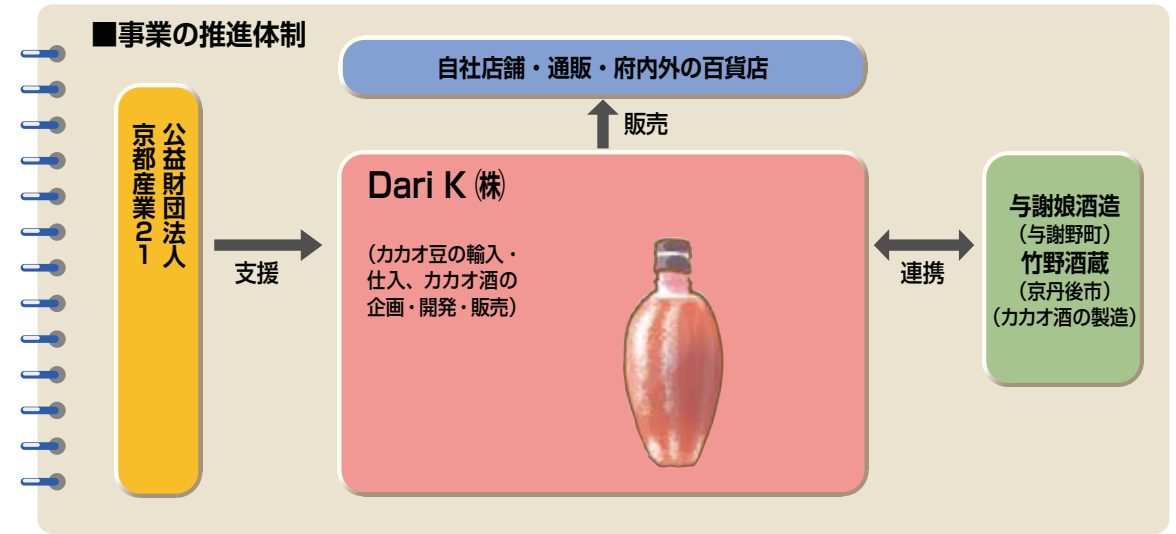 ■事業の推進体制
自社店舗・通販・府内外の百貨店
販売
公益財団法人
京都産業21
支援
Dari K ㈱
(カカオ豆の輸入・
仕入、カカオ酒の
企画・開発・販売)
連携
与謝娘酒造
(与謝野町)
竹野酒蔵
(京丹後市)
(カカオ酒の製造)